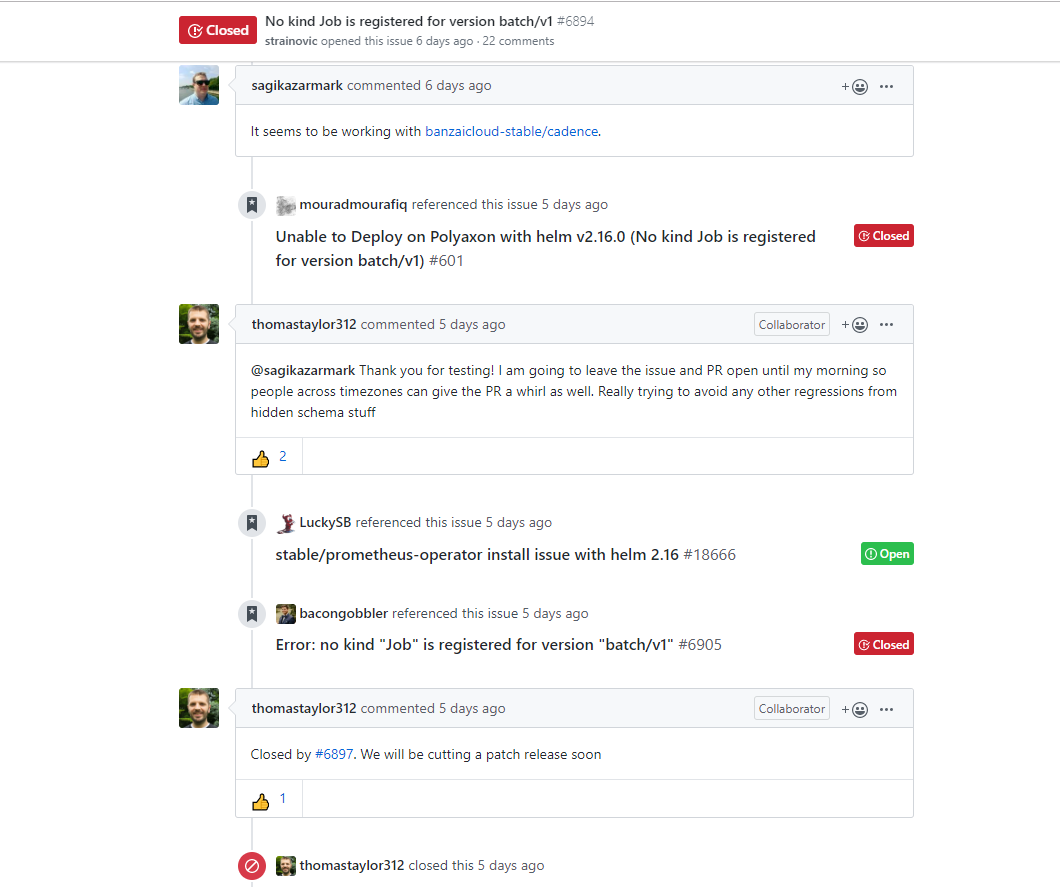 Closed
No kind Job is registered for version batch/v1 #6894
strainovic opened this issue 6 days ago · 22 comments
sagikazarmark commented 6 days ago
It seems to be working with banzaicloud-stable/cadence.
mouradmourafiq referenced this issue 5 days ago
Unable to Deploy on Polyaxon with helm v2.16.0 (No kind Job is registered
for version batch/v1) #601
Closed
thomastaylor312 commented 5 days ago
Collaborator
@sagikazarmark Thank you for testing! I am going to leave the issue and PR open until my morning so
people across timezones can give the PR a whirl as well. Really trying to avoid any other regressions from
hidden schema stuff
2
LuckySB referenced this issue 5 days ago
stable/prometheus-operator install issue with helm 2.16 #18666
Open
bacongobbler referenced this issue 5 days ago
Error: no kind "Job" is registered for version "batch/v1" #6905
Closed
thomastaylor312 commented 5 days ago
Collaborator
Closed by #6897. We will be cutting a patch release soon
1
thomastaylor312 closed this 5 days ago